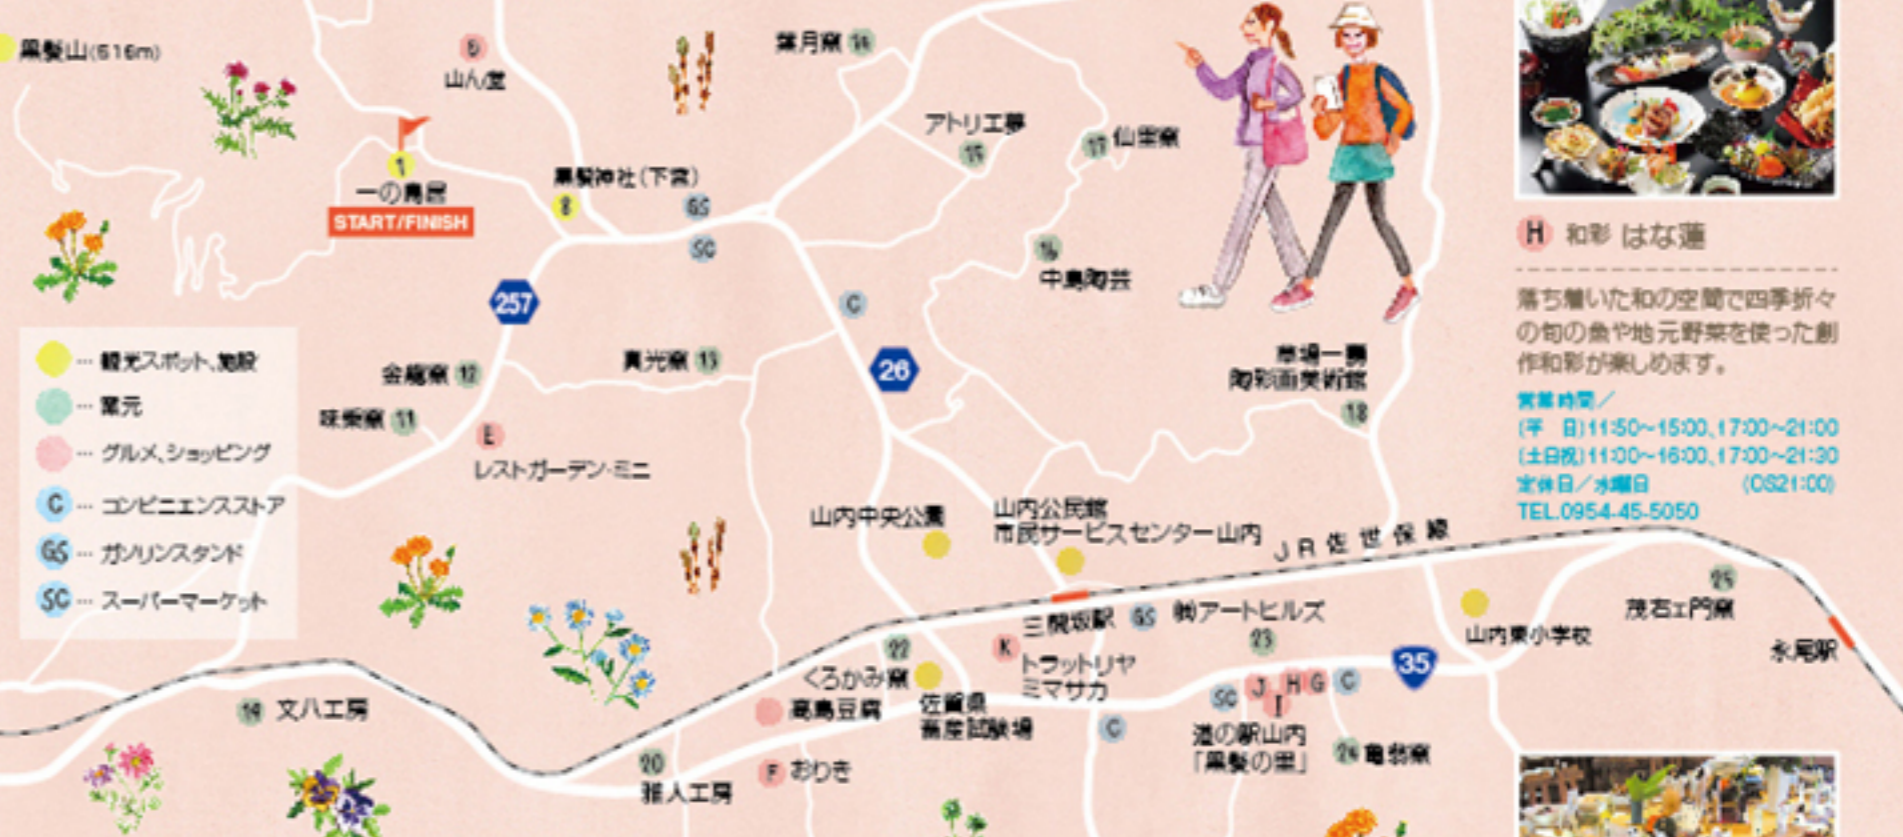 黒髪山(516m)
山ん堂
葉月窯
アトリエ夢
15
17
仙里窯
1
一の鳥居
START/FINISH
黒髪神社(下宮)
8
GS
SC
16
中島陶芸
257
C
26
金龍窯 12
真光窯 13
味楽窯 11
E
レストガーデン・ミニ
草場一壽
陶彩画美術館
18
… 観光スポット、施設
… 窯元
… グルメ、ショッピング
C … コンビニエンスストア
GS … ガソリンスタンド
SC … スーパーマーケット
山内中央公園
山内公民館
市民サービスセンター山内
JR佐世保線
三間坂駅
GS
㈱アートヒルズ
23
山内東小学校
25
茂右ェ門窯
永尾駅
22
くろかみ窯
K
トラットリヤ
ミマサカ
佐賀県
畜産試験場
高島豆腐
SC
J
H
G
C
I
35
C
道の駅山内
「黒髪の里」
24 亀翁窯
文八工房
20
雅人工房
F おりき
H 和彩 はな蓮
落ち着いた和の空間で四季折々
の旬の魚や地元野菜を使った創
作和彩が楽しめます。
営業時間/
(平 日)11:50~15:00、17:00~21:00
(土日祝)11:00~16:00、17:00~21:30
定休日/水曜日 (OS21:00)
TEL.0954-45-5050